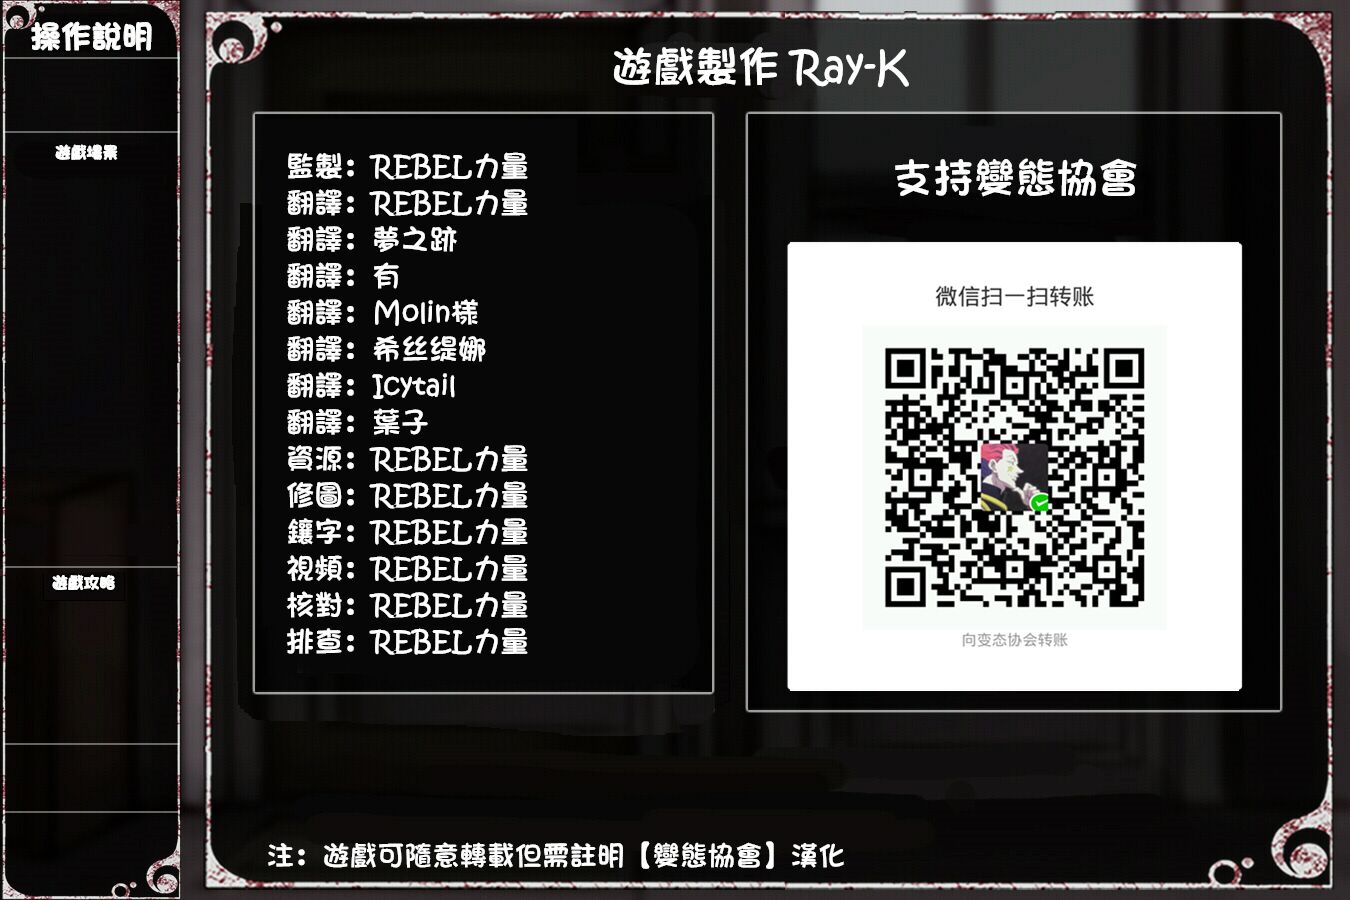 操作說明
遊戲檔案
遊戲攻略
遊戲製作 Ray-K
監製：REBEL力量
翻譯：REBEL力量
翻譯：夢之跡
翻譯：有
翻譯：Molin様
翻譯：希丝缇娜
翻譯：Icytail
翻譯：葉子
資源：REBEL力量
修圖：REBEL力量
鑲字：REBEL力量
視頻：REBEL力量
核對：REBEL力量
排查：REBEL力量
支持變態協會
微信扫一扫转账
向变态协会转账
注：遊戲可隨意轉載但需註明【變態協會】漢化